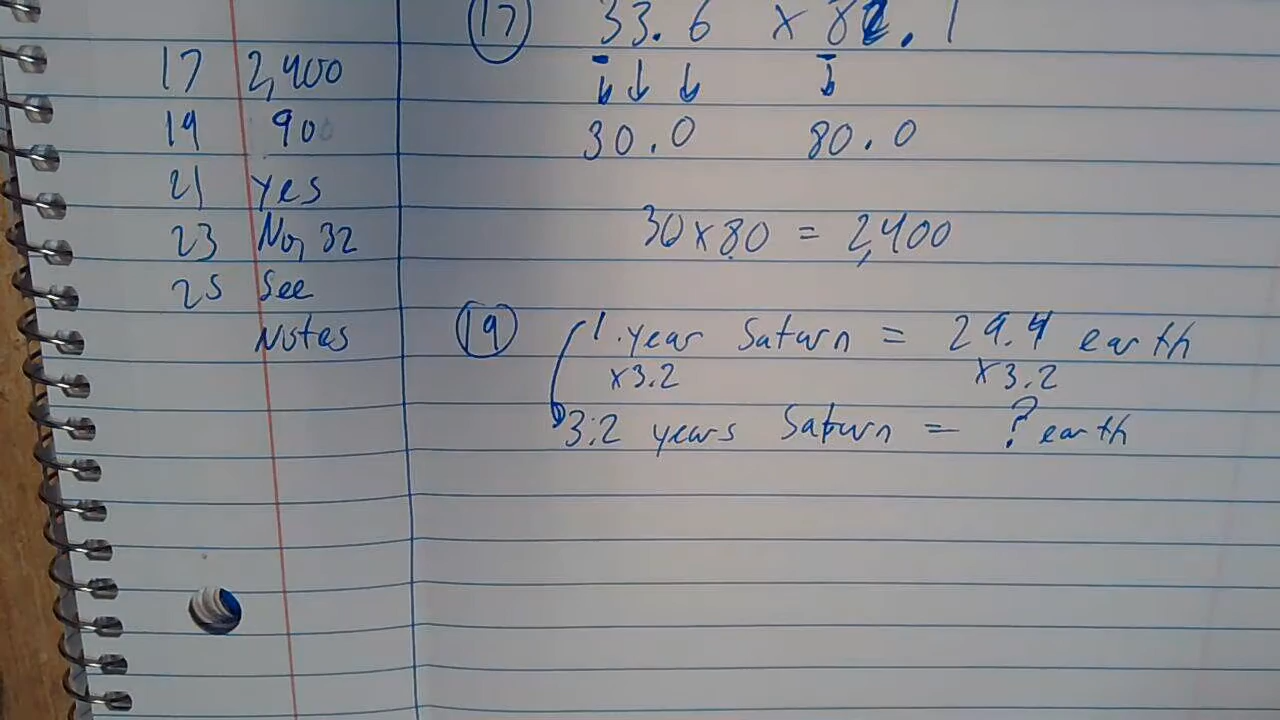 17 2,400
19 90
21 yes
23 No, 32
25 See
Notes
17 33.6 x 82.1
30.0 80.0
30 x 80 = 2,400
19 1 year Saturn = 29.4 earth
x3.2 x3.2
3.2 years Saturn = ? earth